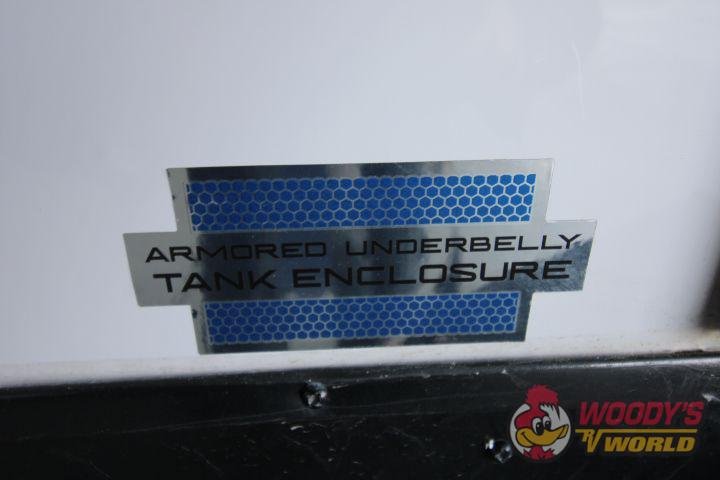 ARMORED UNDERBELLY
TANK ENCLOSURE
WOODY'S
RV WORLD